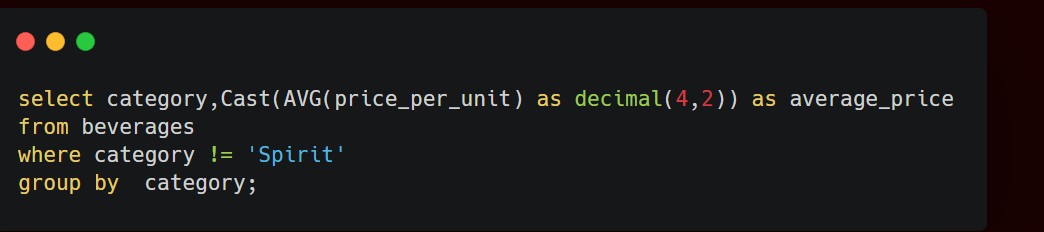 select category,Cast(AVG(price_per_unit) as decimal(4,2)) as average_price
from beverages
where category != 'Spirit'
group by  category;